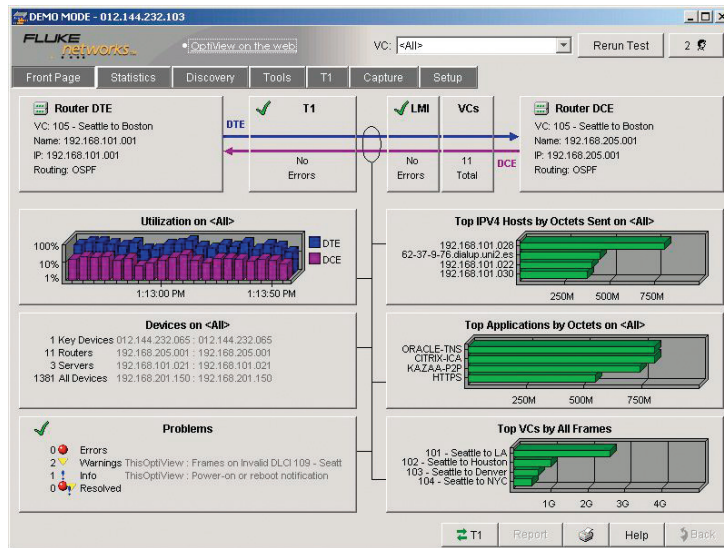 DEMO MODE - 012.144.232.103
FLUKE networks
OptiView on the web
VC: <All>
Rerun Test
2
Front Page Statistics Discovery Tools T1 Capture Setup
Router DTE
VC: 105 - Seattle to Boston
Name: 192.168.101.001
IP: 192.168.101.001
Routing: OSPF
DTE
T1
No Errors
LMI
No Errors
VCs
11 Total
DCE
Router DCE
VC: 105 - Seattle to Boston
Name: 192.168.205.001
IP: 192.168.205.001
Routing: OSPF
Utilization on <All>
100%
10%
1%
DTE
DCE
1:13:00 PM 1:13:50 PM
Top IPV4 Hosts by Octets Sent on <All>
192.168.101.028
62-37-9-76.dialup.uni2.es
192.168.101.022
192.168.101.030
250M 500M 750M
Devices on <All>
1 Key Devices 012.144.232.065 : 012.144.232.065
11 Routers 192.168.205.001 : 192.168.205.001
3 Servers 192.168.101.021 : 192.168.101.021
1381 All Devices 192.168.201.150 : 192.168.201.150
Top Applications by Octets on <All>
ORACLE-TNS
CITRIX-ICA
KAZAA-P2P
HTTPS
250M 500M 750M
Problems
0 Errors
2 Warnings ThisOptiView : Frames on Invalid DLCI 109 - Seatt
1 Info ThisOptiView : Power-on or reboot notification
0 Resolved
Top VCs by All Frames
101 - Seattle to LA
102 - Seattle to Houston
103 - Seattle to Denver
104 - Seattle to NYC
1G 2G 3G 4G
T1 Report Help Back